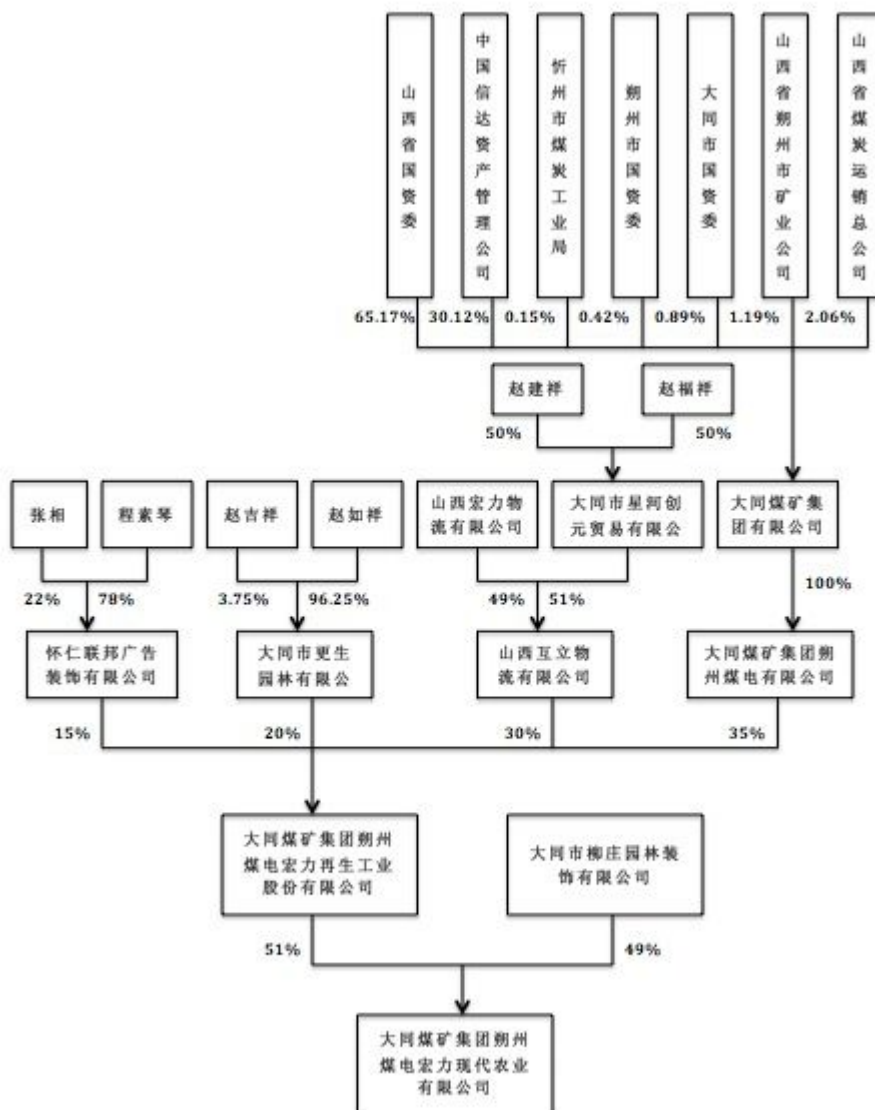 山西省国资委
中国信达资产管理公司
忻州市煤炭工业局
朔州市国资委
大同市国资委
山西省朔州市矿业公司
山西省煤炭运销总公司
65.17%
30.12%
0.15%
0.42%
0.89%
1.19%
2.06%
赵建祥
赵福祥
50%
50%
张相
程素琴
赵吉祥
赵如祥
山西宏力物
流有限公司
大同市星河创
元贸易有限公
大同煤矿集
团有限公司
22%
78%
3.75%
96.25%
49%
51%
100%
怀仁联邦广告
装饰有限公司
大同市更生
园林有限公
山西互立物
流有限公司
大同煤矿集团朔
州煤电有限公司
15%
20%
30%
35%
大同煤矿集团朔州
煤电宏力再生工业
股份有限公司
大同市柳庄园林装
饰有限公司
51%
49%
大同煤矿集团朔州
煤电宏力现代农业
有限公司